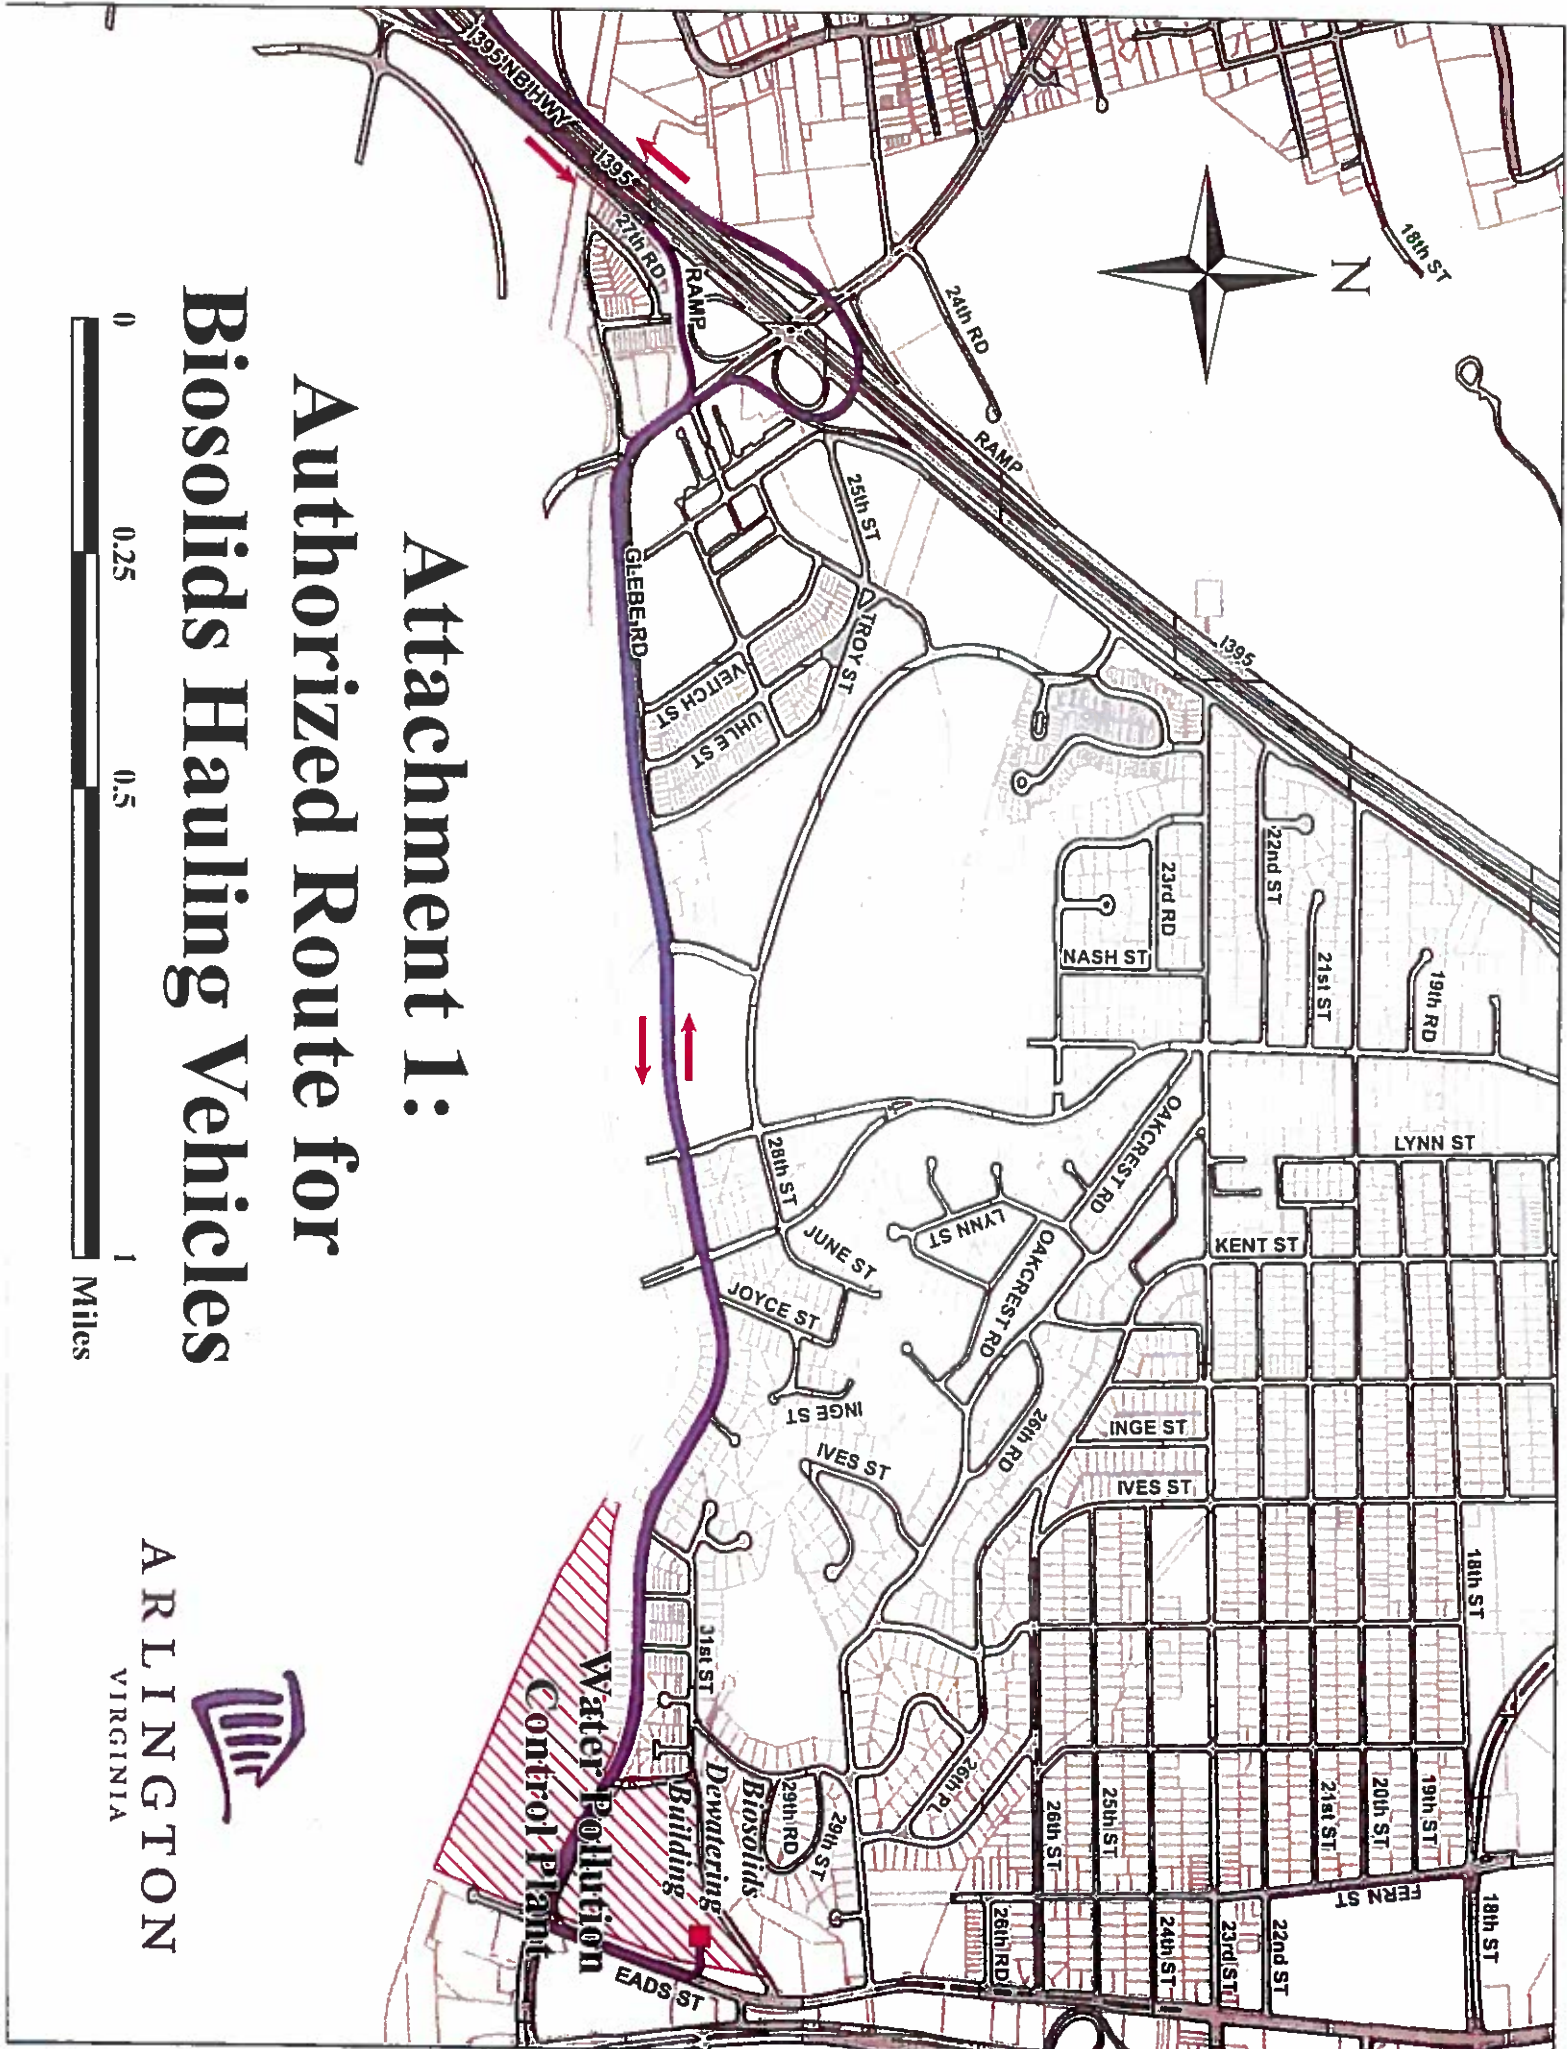 Attachment 1:
Authorized Route for
Biosolids Hauling Vehicles
0
0.25
0.5
1
Miles
ARLINGTON
VIRGINIA
N
I395 NB HWY
I395
27th RD
RAMP
24th RD
18th ST
RAMP
25th ST
GLEBE RD
TROY ST
VEITCH ST
UHLE ST
I395
22nd ST
23rd RD
NASH ST
21st ST
19th RD
LYNN ST
OAKCREST RD
28th ST
LYNN ST
KENT ST
JUNE ST
OAKCREST RD
JOYCE ST
INGE ST
26th RD
INGE ST
IVES ST
IVES ST
18th ST
31st ST
26th PL
29th RD
29th ST
26th ST
25th ST
21st ST
20th ST
19th ST
FERN ST
18th ST
26th RD
24th ST
23rd ST
22nd ST
EADS ST
Biosolids
Dewatering
Building
Water Pollution
Control Plant